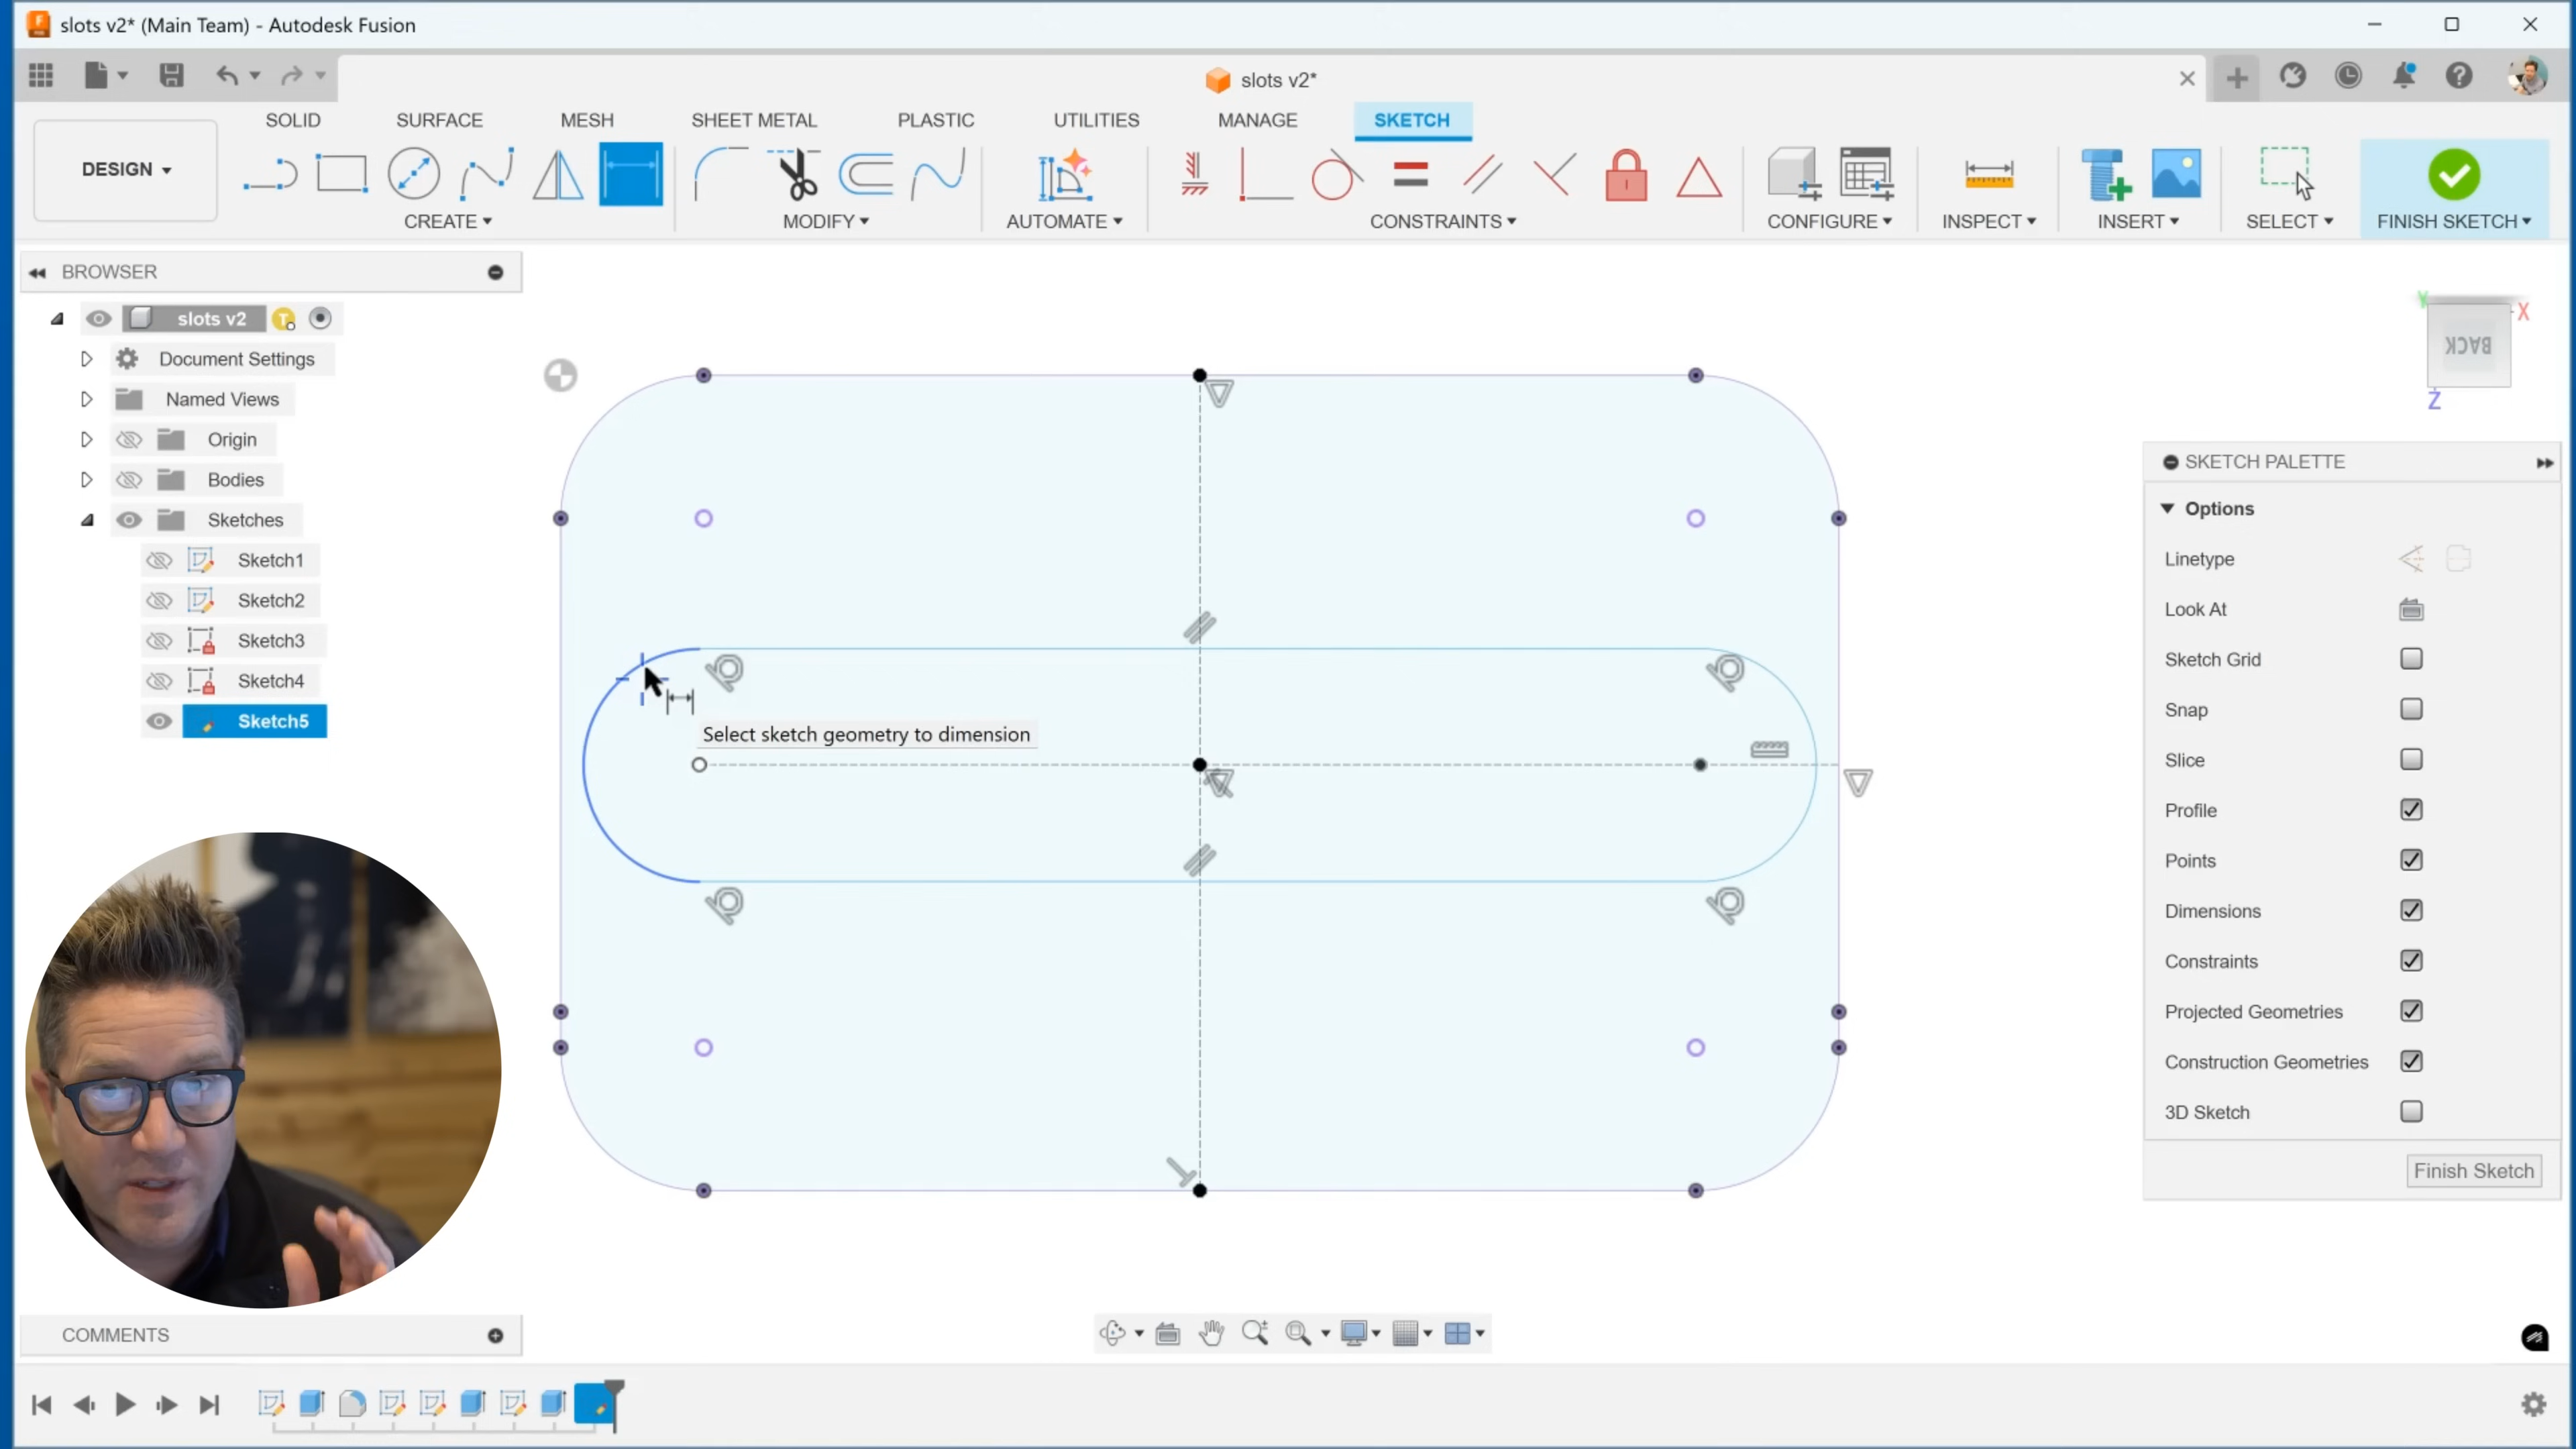 slots v2* (Main Team) - Autodesk Fusion
slots v2*
SOLID SURFACE MESH SHEET METAL PLASTIC UTILITIES MANAGE SKETCH
DESIGN
CREATE MODIFY AUTOMATE CONSTRAINTS CONFIGURE INSPECT INSERT SELECT FINISH SKETCH
BROWSER
slots v2
Document Settings
Named Views
Origin
Bodies
Sketches
Sketch1
Sketch2
Sketch3
Sketch4
Sketch5
Select sketch geometry to dimension
Y
X
BACK
Z
SKETCH PALETTE
Options
Linetype
Look At
Sketch Grid
Snap
Slice
Profile
Points
Dimensions
Constraints
Projected Geometries
Construction Geometries
3D Sketch
Finish Sketch
COMMENTS